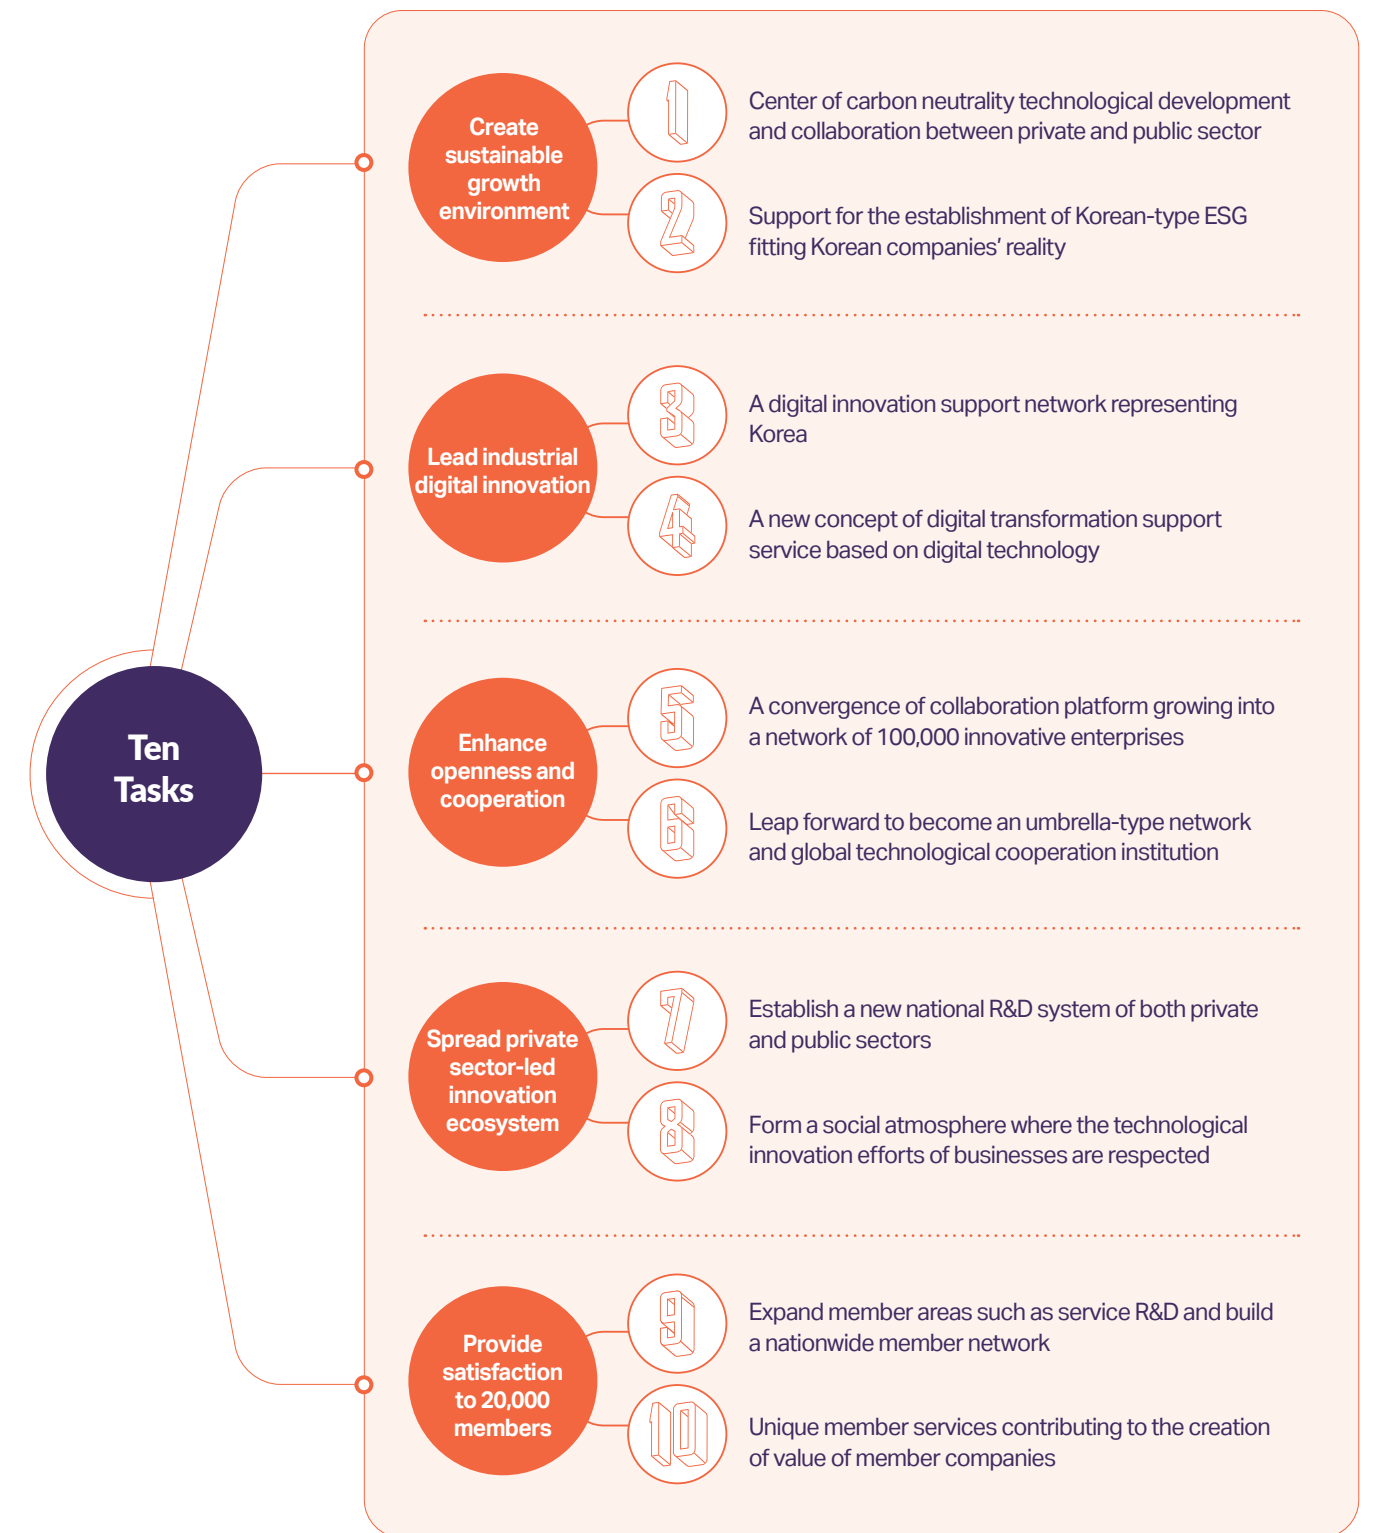 Ten
Tasks
Create
sustainable
growth
environment
1
Center of carbon neutrality technological development
and collaboration between private and public sector
2
Support for the establishment of Korean-type ESG
fitting Korean companies' reality
Lead industrial
digital innovation
3
A digital innovation support network representing
Korea
4
A new concept of digital transformation support
service based on digital technology
Enhance
openness and
cooperation
5
A convergence of collaboration platform growing into
a network of 100,000 innovative enterprises
6
Leap forward to become an umbrella-type network
and global technological cooperation institution
Spread private
sector-led
innovation
ecosystem
7
Establish a new national R&D system of both private
and public sectors
8
Form a social atmosphere where the technological
innovation efforts of businesses are respected
Provide
satisfaction
to 20,000
members
9
Expand member areas such as service R&D and build
a nationwide member network
10
Unique member services contributing to the creation
of value of member companies